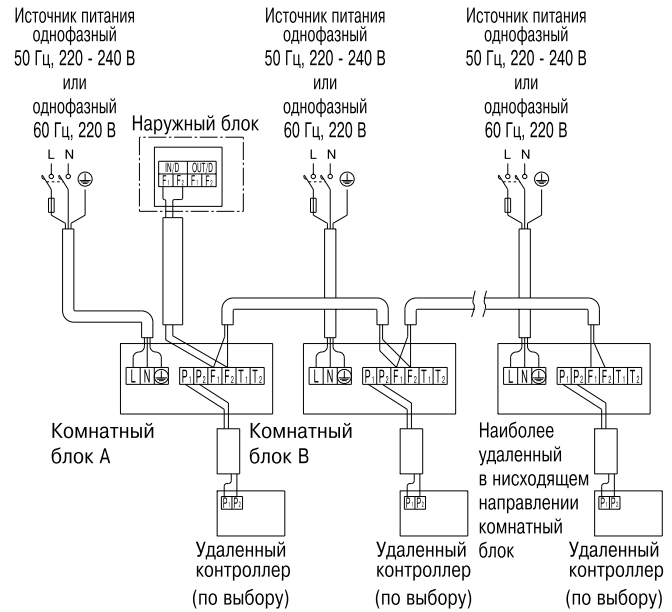 Источник питания
однофазный
50 Гц, 220 - 240 В
или
однофазный
60 Гц, 220 В
Источник питания
однофазный
50 Гц, 220 - 240 В
или
однофазный
60 Гц, 220 В
Источник питания
однофазный
50 Гц, 220 - 240 В
или
однофазный
60 Гц, 220 В
Наружный блок
L N
IN/D OUT/D
F1 F2 F1 F2
L N
L N
L N
P1 P2 F1 F2 T1 T2
L N
P1 P2 F1 F2 T1 T2
L N
P1 P2 F1 F2 T1 T2
Комнатный
блок A
Комнатный
блок B
Наиболее
удаленный
в нисходящем
направлении
комнатный
блок
P1 P2
P1 P2
P1 P2
Удаленный
контроллер
(по выбору)
Удаленный
контроллер
(по выбору)
Удаленный
контроллер
(по выбору)